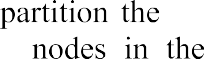 partition the
nodes in the